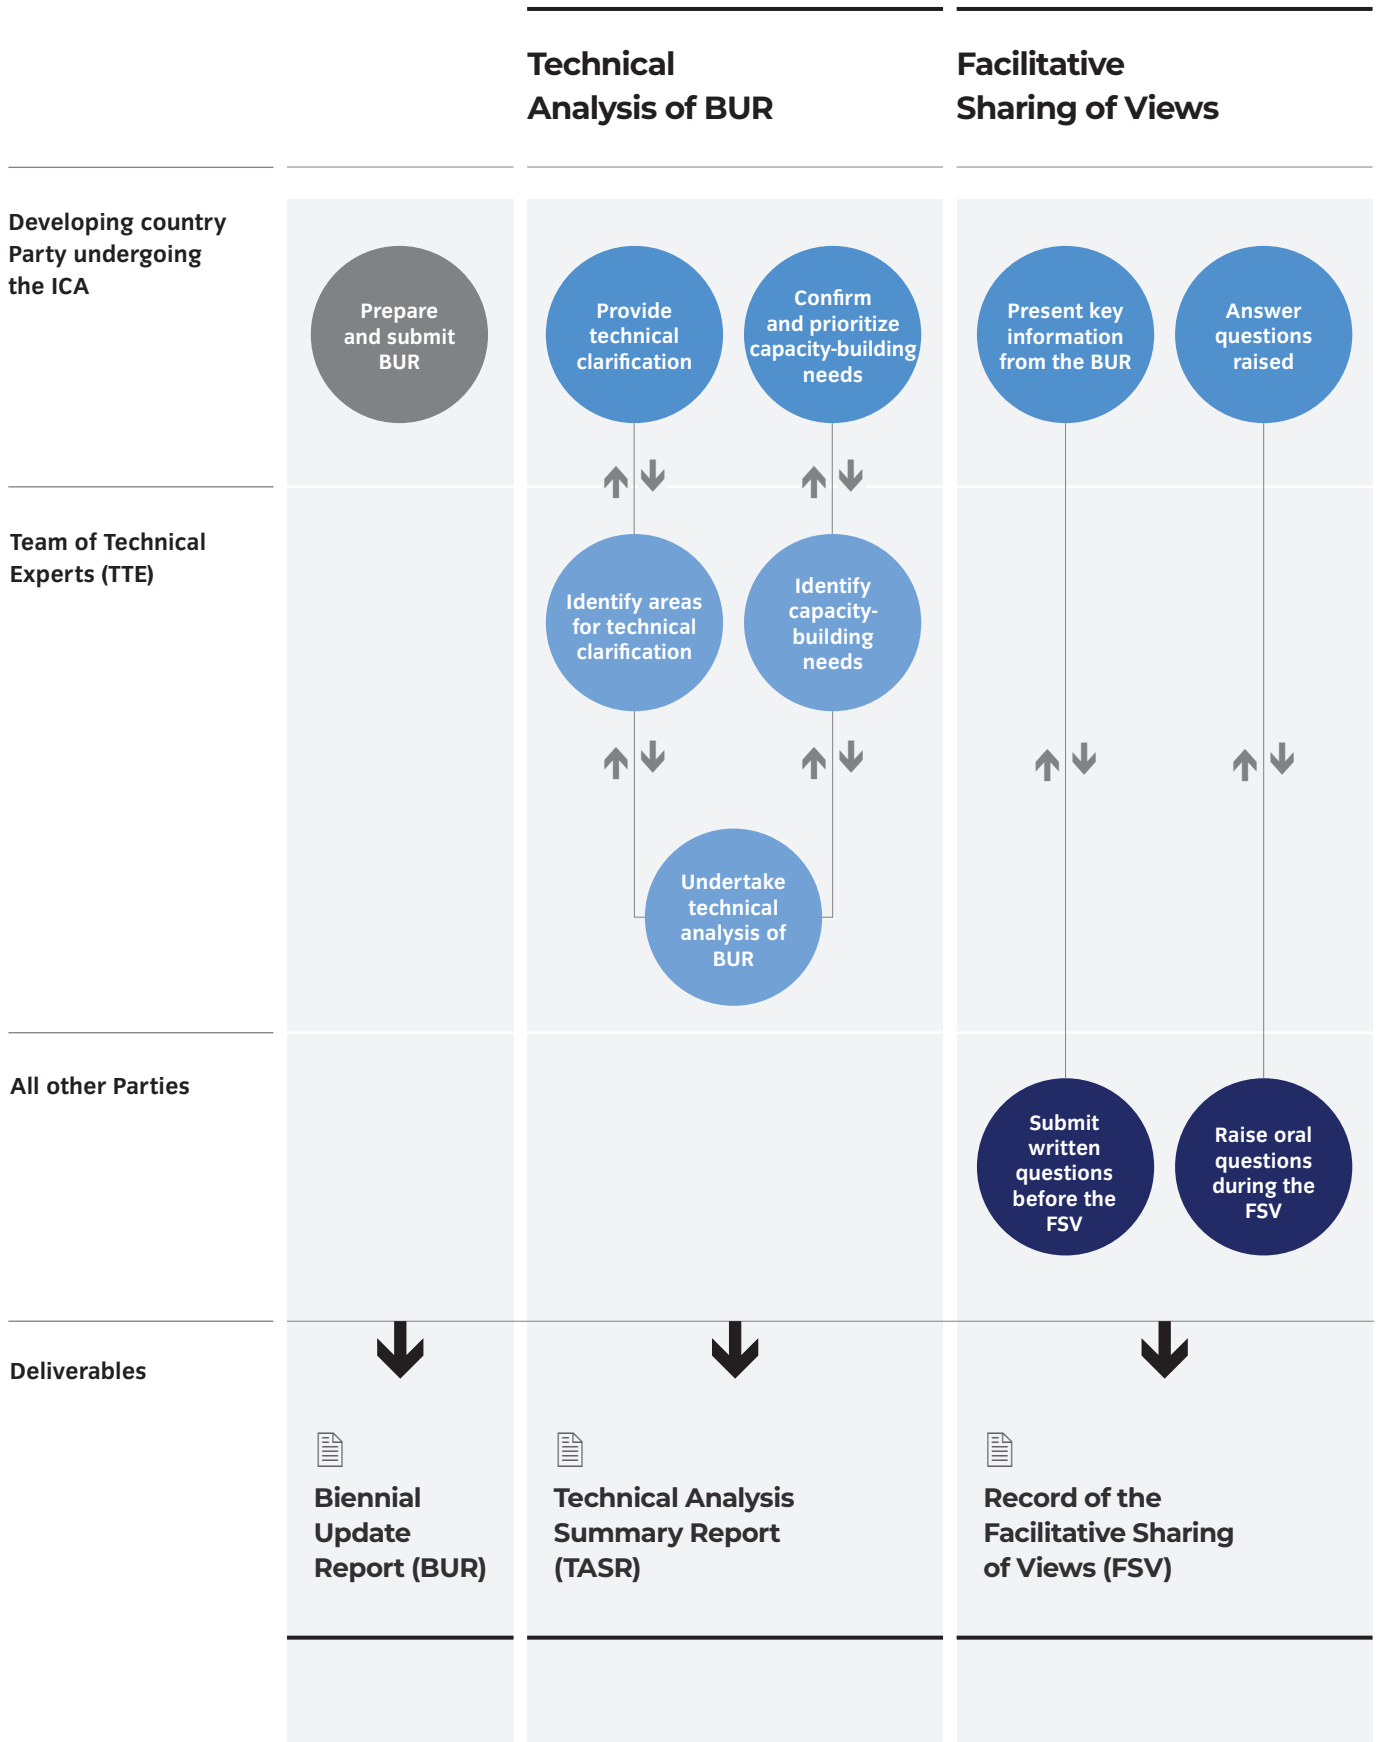 Technical
Analysis of BUR
Facilitative
Sharing of Views
Developing country
Party undergoing
the ICA
Prepare
and submit
BUR
Provide
technical
clarification
Confirm
and prioritize
capacity-building
needs
Present key
information
from the BUR
Answer
questions
raised
Team of Technical
Experts (TTE)
Identify areas
for technical
clarification
Identify
capacity-
building
needs
Undertake
technical
analysis of
BUR
All other Parties
Submit
written
questions
before the
FSV
Raise oral
questions
during the
FSV
Deliverables
Biennial
Update
Report (BUR)
Technical Analysis
Summary Report
(TASR)
Record of the
Facilitative Sharing
of Views (FSV)